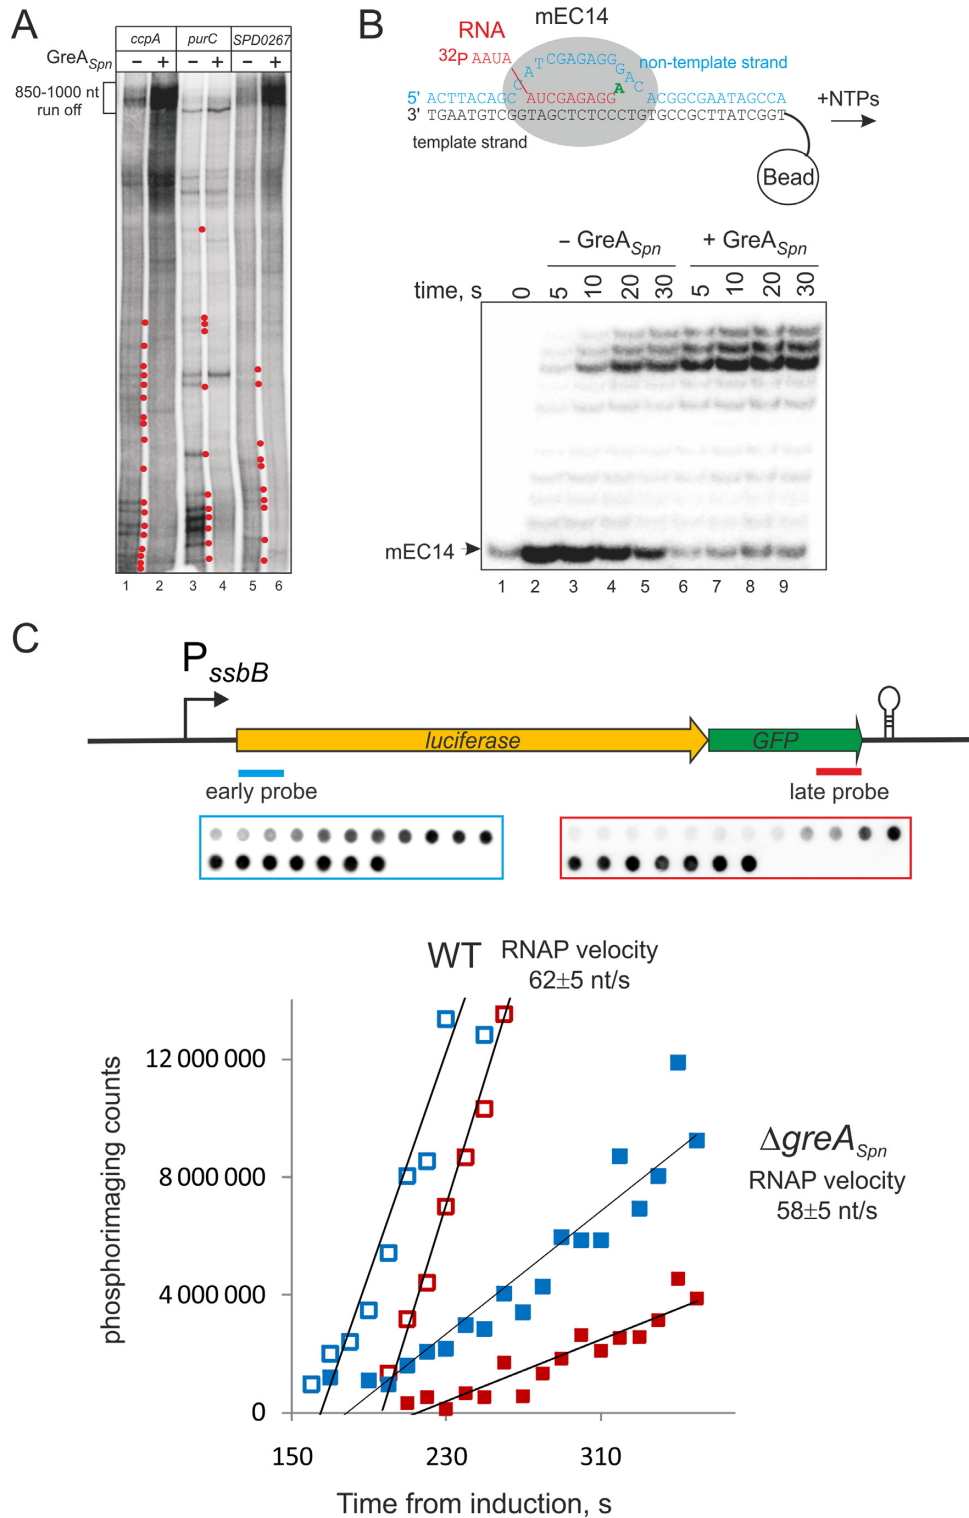 A
ccpA purC SPD0267
GreASpn − + − + − +
850-1000 nt
run off
1 2 3 4 5 6
B
mEC14
RNA
32P AAUA
CATCGAGAGGGAC
non-template strand
5' ACTTACAGC AUCGAGAGG A ACGGCGAATAGCCA
3' TGAATGTCGGTAGCTCTCCCTGTGCCGCTTATCGGT
template strand
+NTPs
Bead
− GreASpn + GreASpn
time, s 0 5 10 20 30 5 10 20 30
mEC14
1 2 3 4 5 6 7 8 9
C
PssbB
luciferase GFP
early probe late probe
WT RNAP velocity
62±5 nt/s
12 000 000
8 000 000
4 000 000
0
phosphorimaging counts
ΔgreASpn
RNAP velocity
58±5 nt/s
150 230 310
Time from induction, s